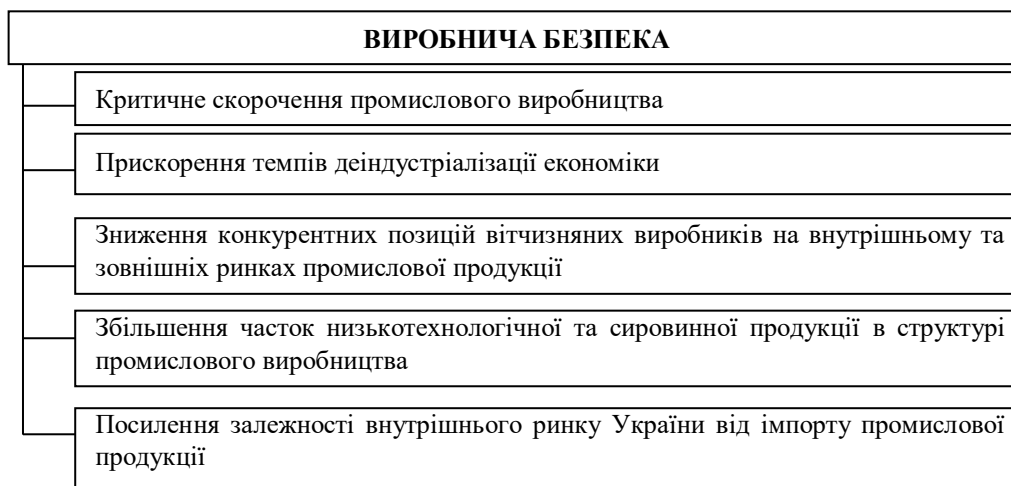 ВИРОБНИЧА БЕЗПЕКА
Критичне скорочення промислового виробництва
Прискорення темпів деіндустріалізації економіки
Зниження конкурентних позицій вітчизняних виробників на внутрішньому та
зовнішніх ринках промислової продукції
Збільшення часток низькотехнологічної та сировинної продукції в структурі
промислового виробництва
Посилення залежності внутрішнього ринку України від імпорту промислової
продукції